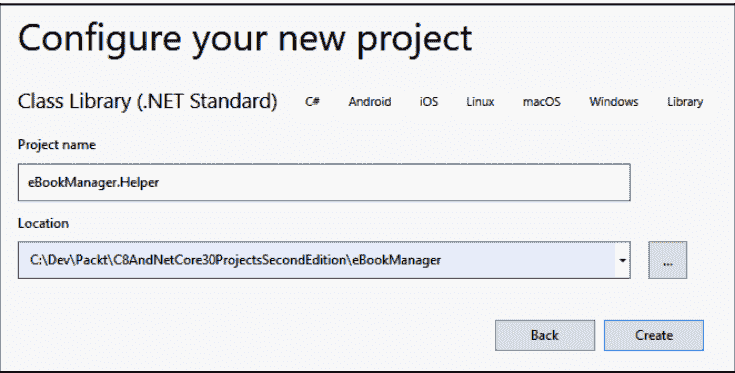 Configure your new project
Class Library (.NET Standard) C# Android iOS Linux macOS Windows Library
Project name
eBookManager.Helper
Location
C:\Dev\Packt\C8AndNetCore30ProjectsSecondEdition\eBookManager
...
Back Create